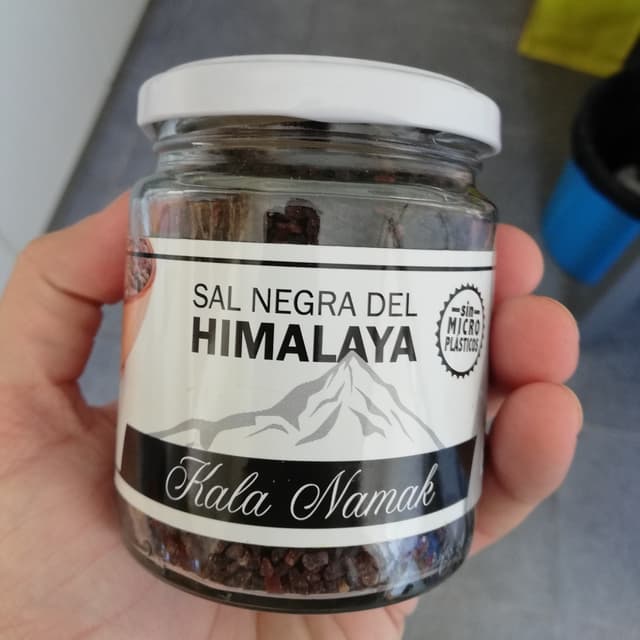 SAL NEGRA DEL
HIMALAYA
sin
MICRO
PLÁSTICOS
Kala Namak